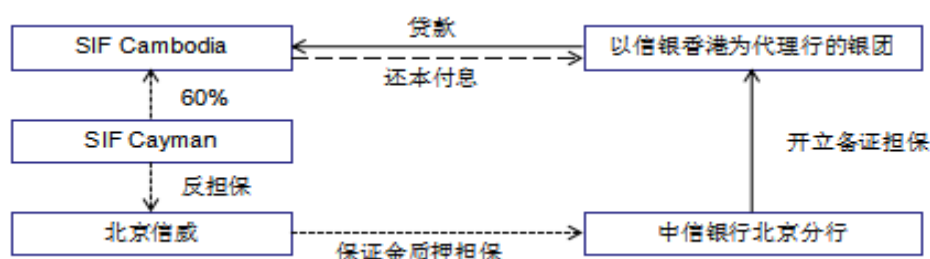 贷款
SIF Cambodia
以信银香港为代理行的银团
还本付息
60%
SIF Cayman
开立备证担保
反担保
北京信威
中信银行北京分行
保证金质押担保